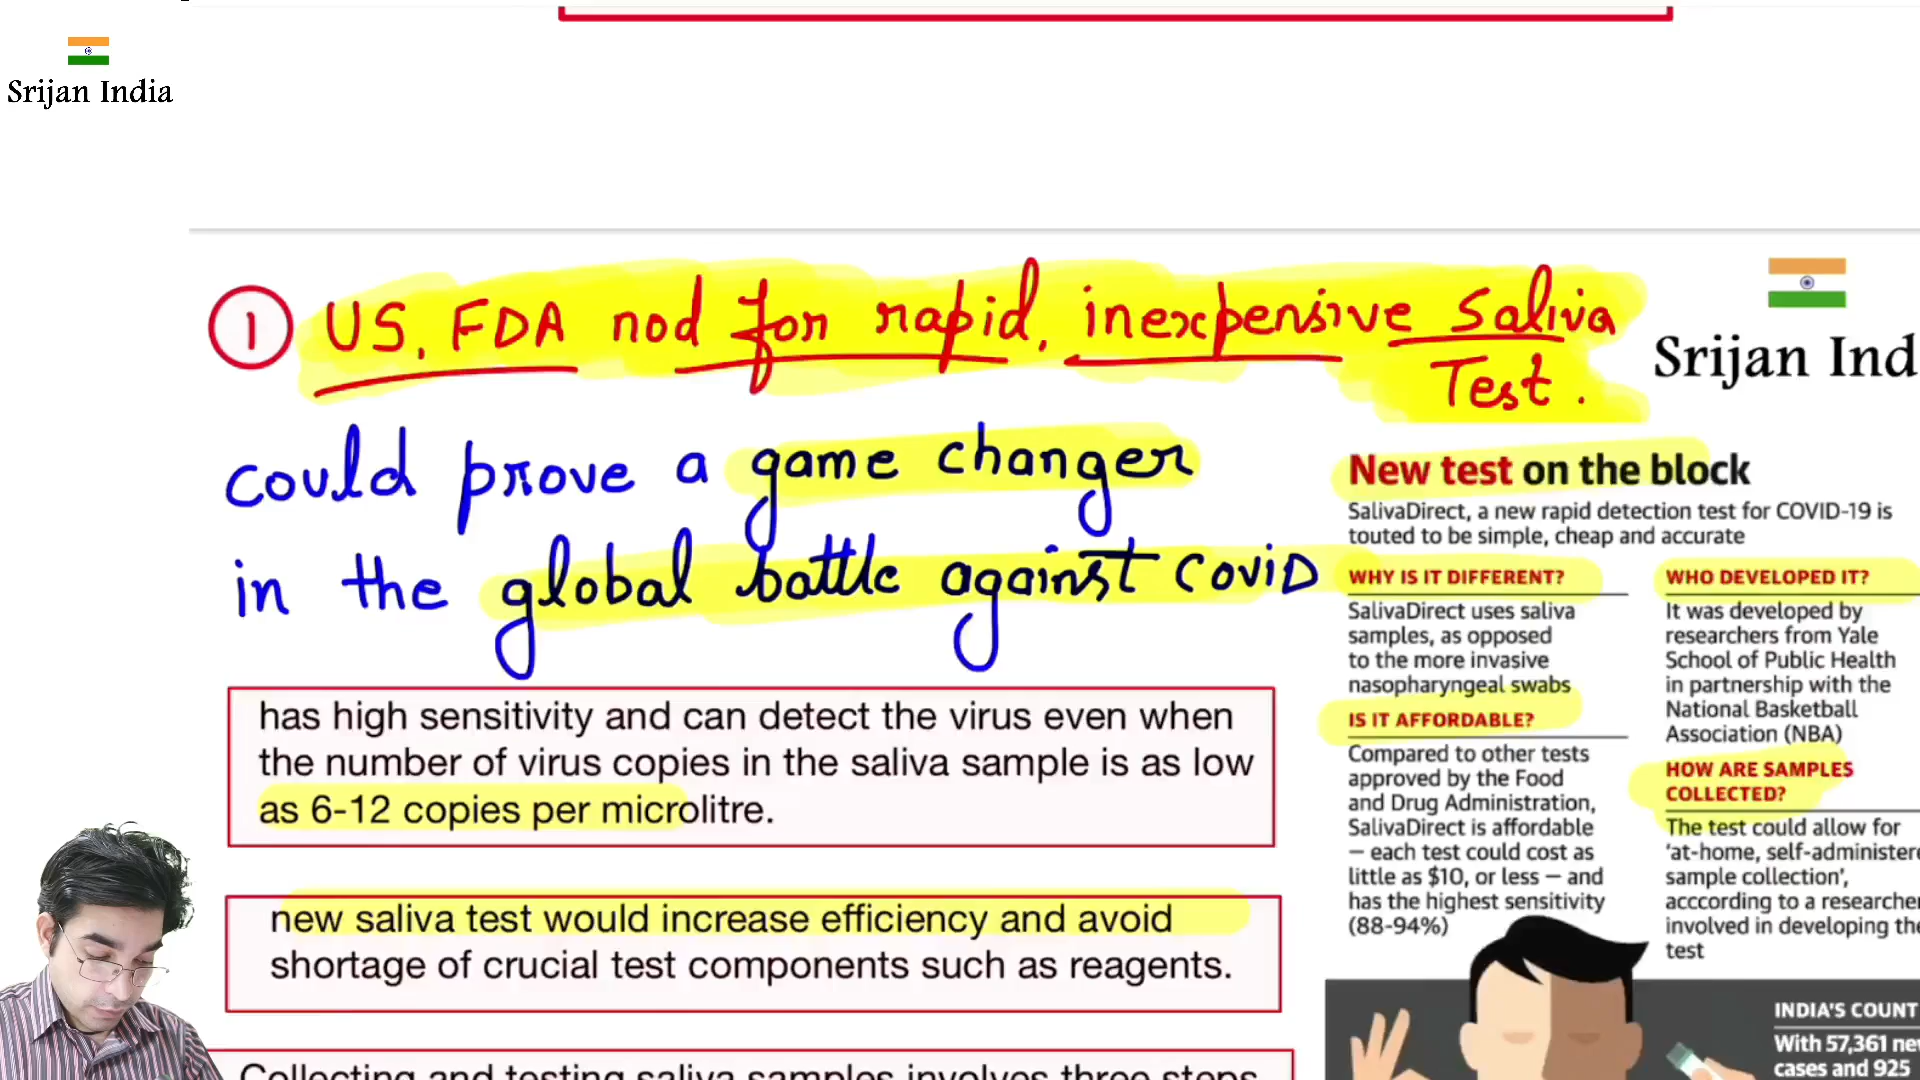 Srijan India
1 US, FDA nod for rapid, inexpensive Saliva
Test.
Srijan Ind
could prove a game changer
in the global battle against COVID
has high sensitivity and can detect the virus even when
the number of virus copies in the saliva sample is as low
as 6-12 copies per microlitre.
new saliva test would increase efficiency and avoid
shortage of crucial test components such as reagents.
Collecting and testing saliva samples involves three steps
New test on the block
SalivaDirect, a new rapid detection test for COVID-19 is
touted to be simple, cheap and accurate
WHY IS IT DIFFERENT?
SalivaDirect uses saliva
samples, as opposed
to the more invasive
nasopharyngeal swabs
IS IT AFFORDABLE?
Compared to other tests
approved by the Food
and Drug Administration,
SalivaDirect is affordable
— each test could cost as
little as $10, or less — and
has the highest sensitivity
(88-94%)
WHO DEVELOPED IT?
It was developed by
researchers from Yale
School of Public Health
in partnership with the
National Basketball
Association (NBA)
HOW ARE SAMPLES
COLLECTED?
The test could allow for
'at-home, self-administere
sample collection',
acccording to a researcher
involved in developing the
test
INDIA'S COUNT
With 57,361 ne
cases and 925